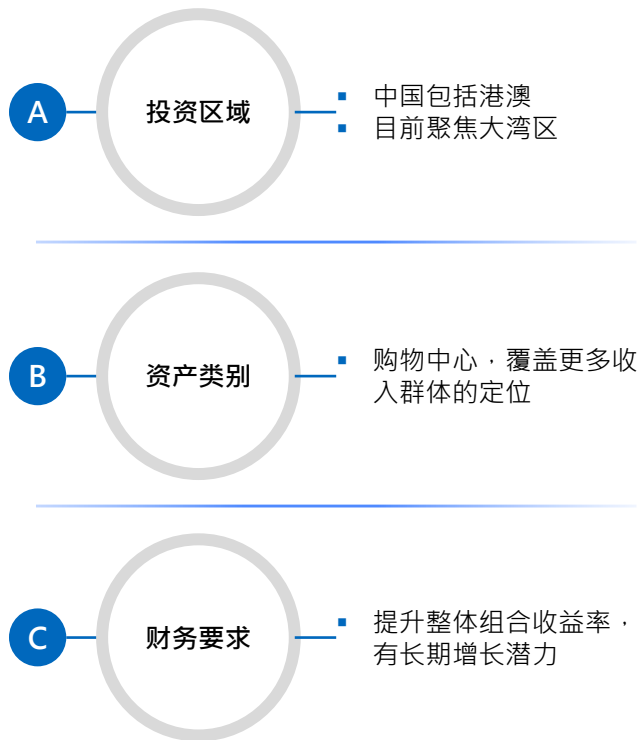 A
投资区域
▪ 中国包括港澳
▪ 目前聚焦大湾区
B
资产类别
▪ 购物中心，覆盖更多收
入群体的定位
C
财务要求
▪ 提升整体组合收益率，
有长期增长潜力